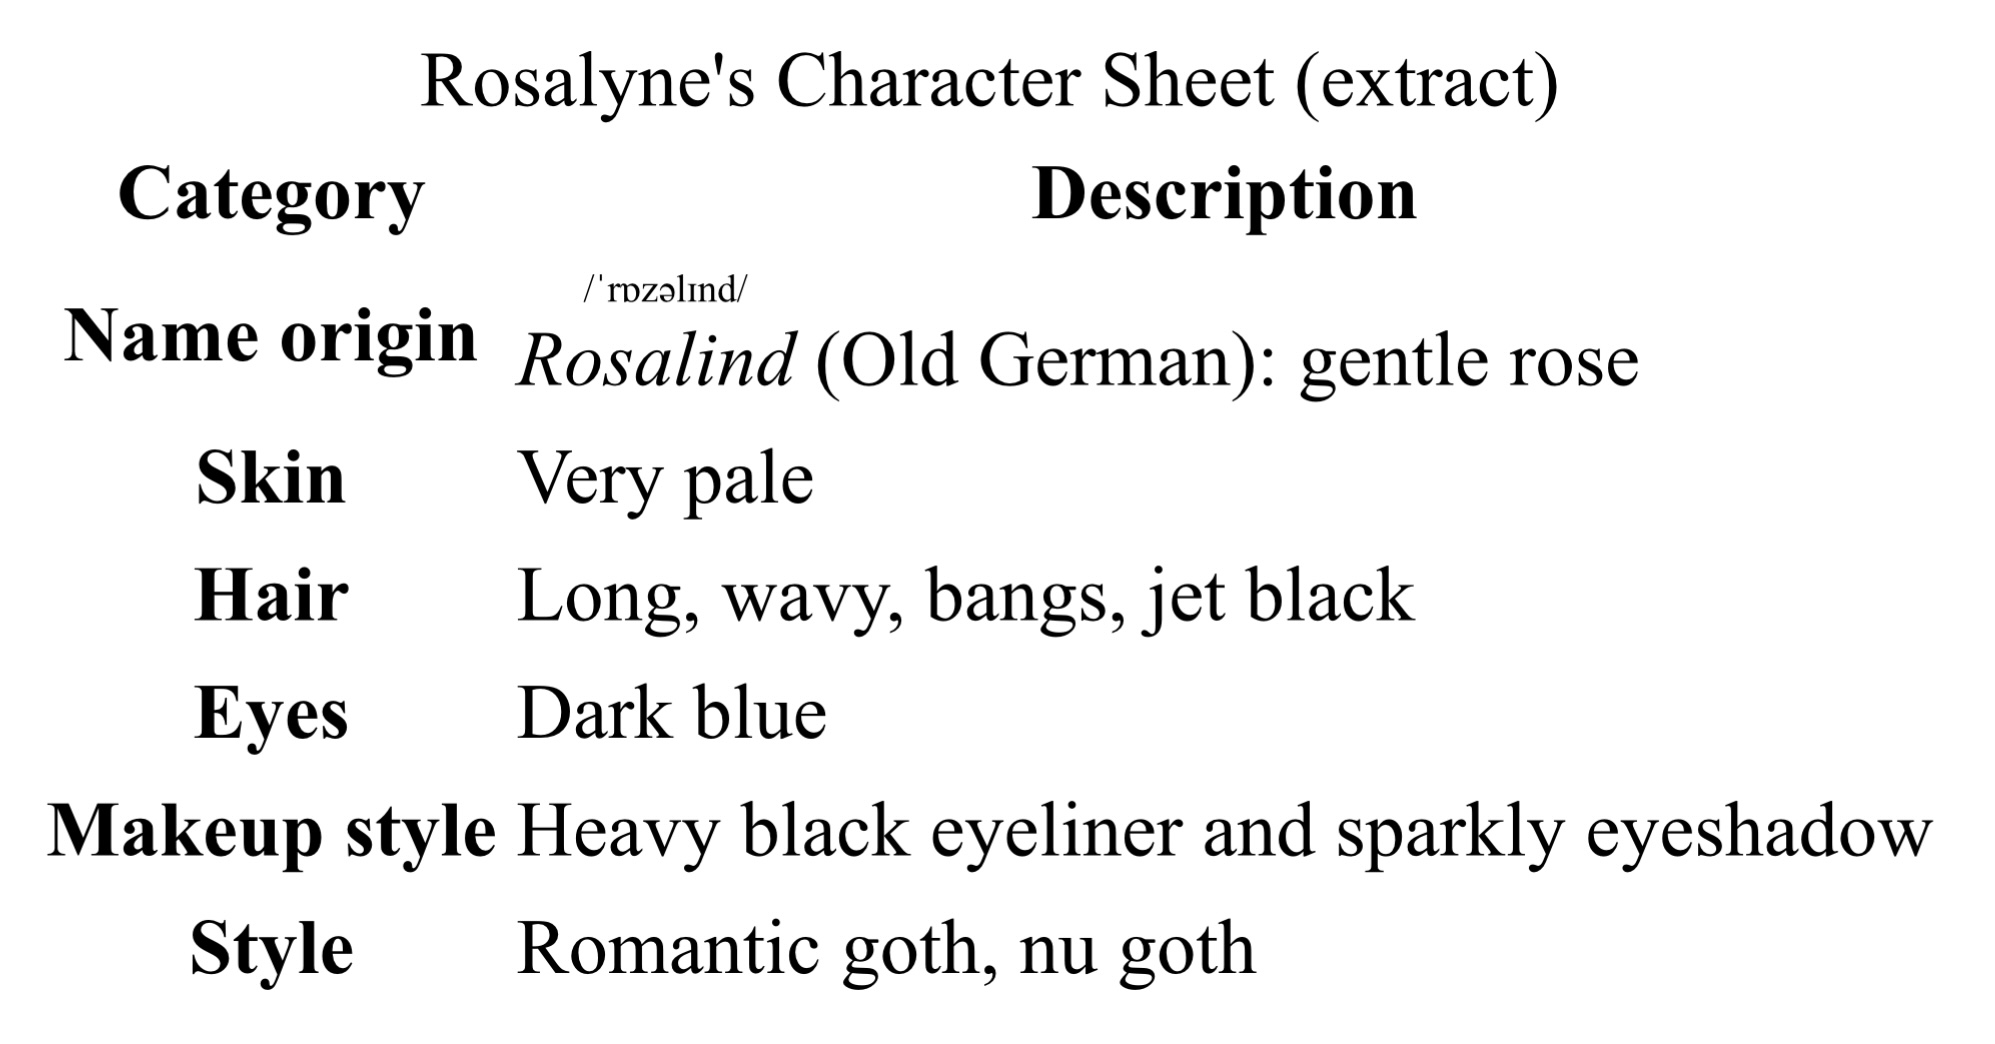 Rosalyne's Character Sheet (extract)
Category Description
/ˈrɒzəlɪnd/
Name origin Rosalind (Old German): gentle rose
Skin Very pale
Hair Long, wavy, bangs, jet black
Eyes Dark blue
Makeup style Heavy black eyeliner and sparkly eyeshadow
Style Romantic goth, nu goth